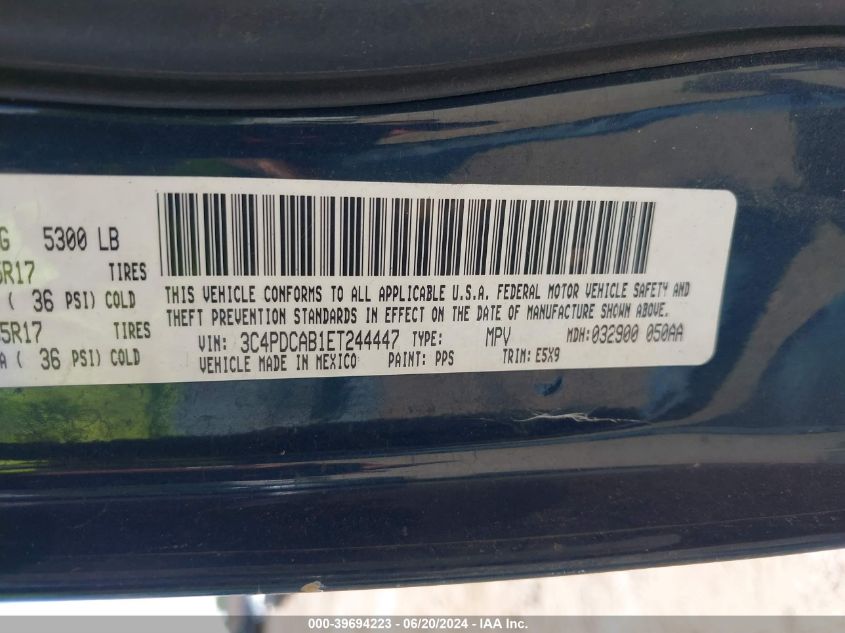 G 5300 LB
5R17 TIRES
( 36 PSI) COLD
5R17 TIRES
A ( 36 PSI) COLD
THIS VEHICLE CONFORMS TO ALL APPLICABLE U.S.A. FEDERAL MOTOR VEHICLE SAFETY AND
THEFT PREVENTION STANDARDS IN EFFECT ON THE DATE OF MANUFACTURE SHOWN ABOVE.
VIN: 3C4PDCAB1ET244447 TYPE: MPV MDH:032900 050AA
VEHICLE MADE IN MEXICO PAINT: PPS TRIM: E5X9
000-39694223 - 06/20/2024 - IAA Inc.